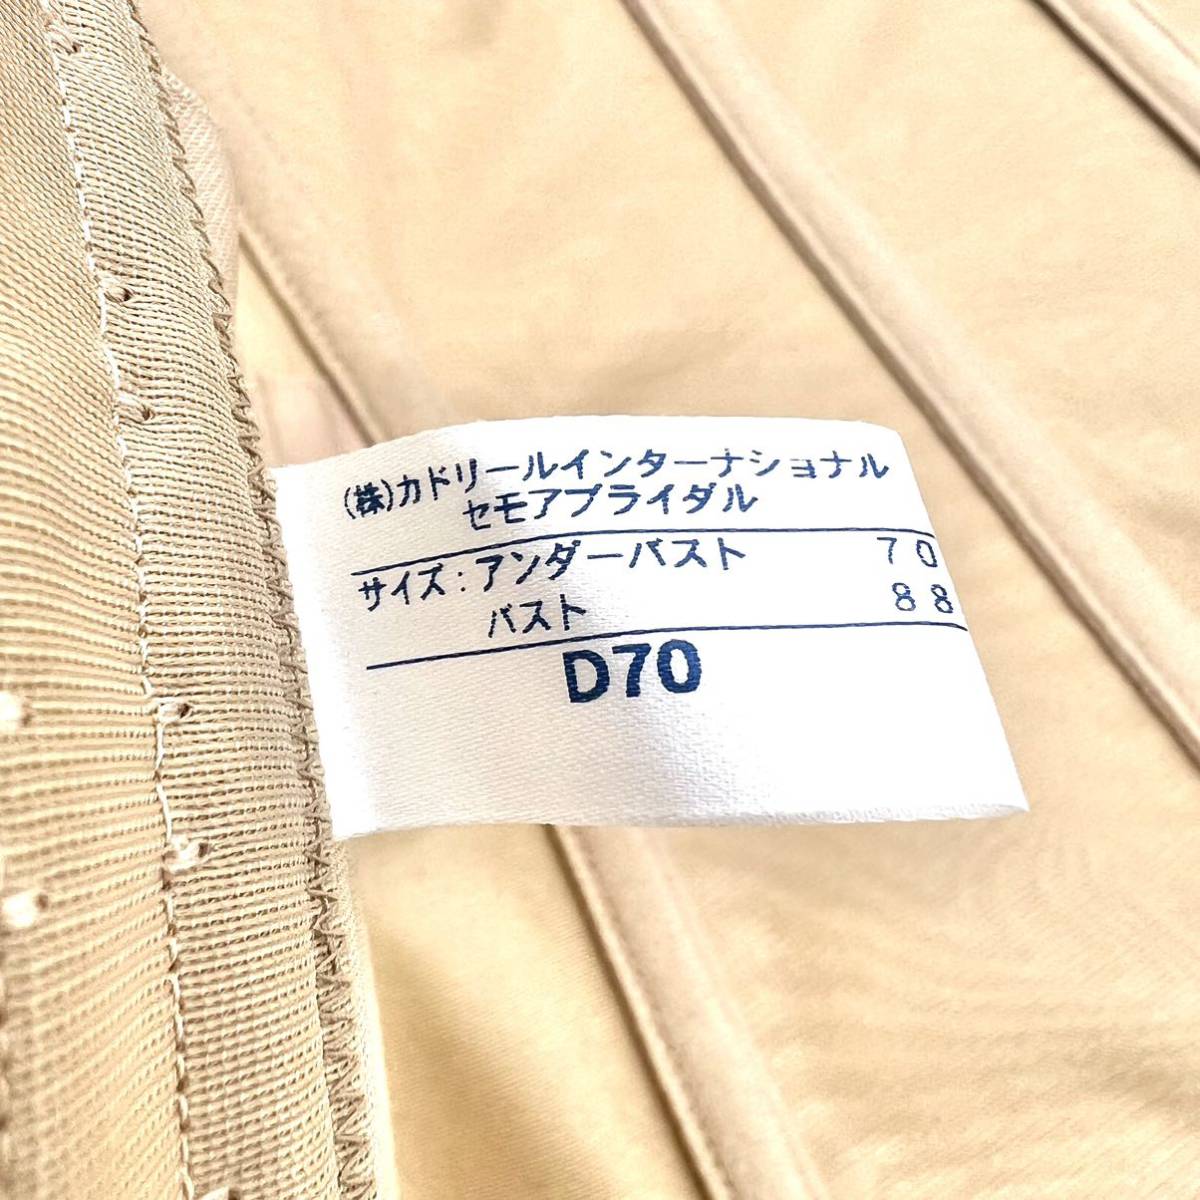 (株)カドリールインターナショナル
セモアブライダル
サイズ:アンダーバスト 70
バスト 88
D70